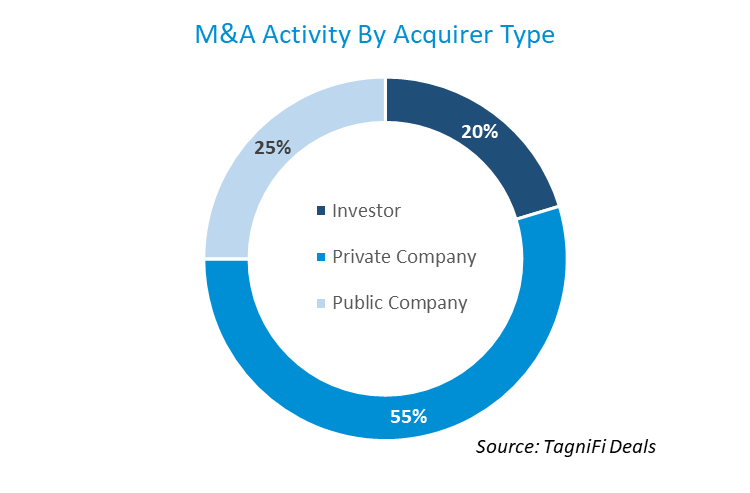 M&A Activity By Acquirer Type
20%
25%
Investor
Private Company
Public Company
55%
Source: TagniFi Deals